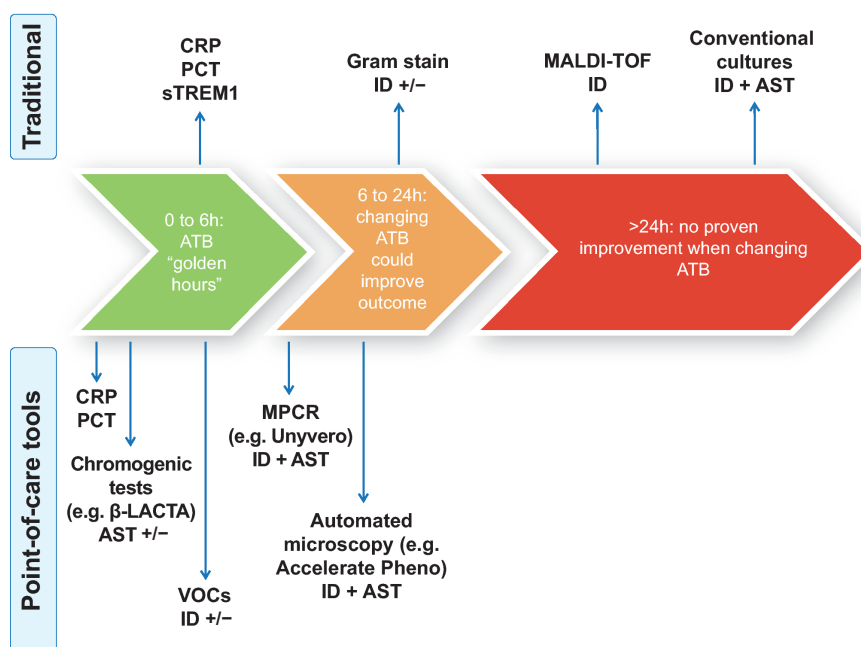 Traditional
CRP
PCT
sTREM1
Gram stain
ID +/−
MALDI-TOF
ID
Conventional
cultures
ID + AST
0 to 6h:
ATB
“golden
hours”
6 to 24h:
changing
ATB
could
improve
outcome
>24h: no proven
improvement when changing
ATB
Point-of-care tools
CRP
PCT
Chromogenic
tests
(e.g. β-LACTA)
AST +/−
VOCs
ID +/−
MPCR
(e.g. Unyvero)
ID + AST
Automated
microscopy (e.g.
Accelerate Pheno)
ID + AST